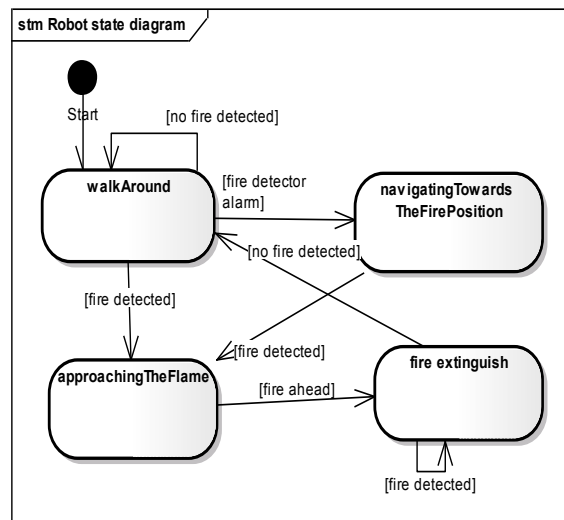 stm Robot state diagram
Start
[no fire detected]
walkAround
[fire detector
alarm]
navigatingTowards
TheFirePosition
[no fire detected]
[fire detected]
[fire detected]
approachingTheFlame
[fire ahead]
fire extinguish
[fire detected]